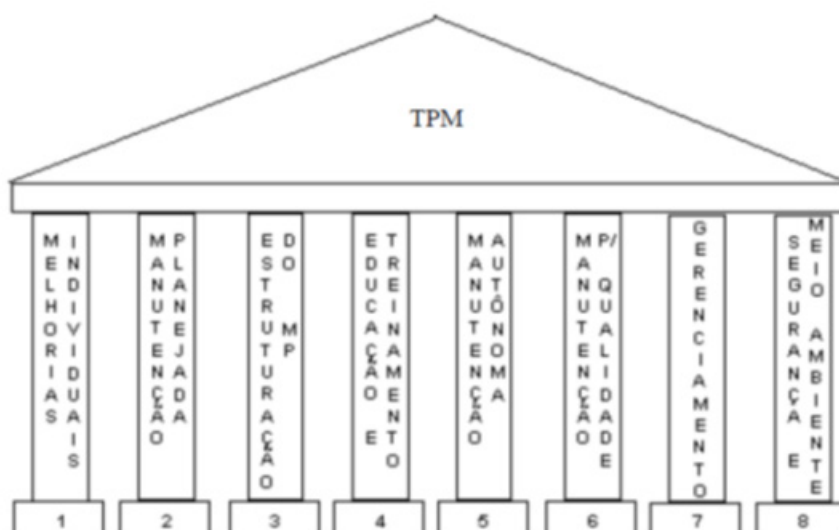 TPM
MELHORIAS
INDIVIDUAIS
MANUTENÇÃO
PLANEJADA
ESTRUTURAÇÃO
DO MP
EDUCAÇÃO E
TREINAMENTO
MANUTENÇÃO
AUTÔNOMA
MANUTENÇÃO
P/ QUALIDADE
GERENCIAMENTO
SEGURANÇA E
MEIO AMBIENTE
1 2 3 4 5 6 7 8